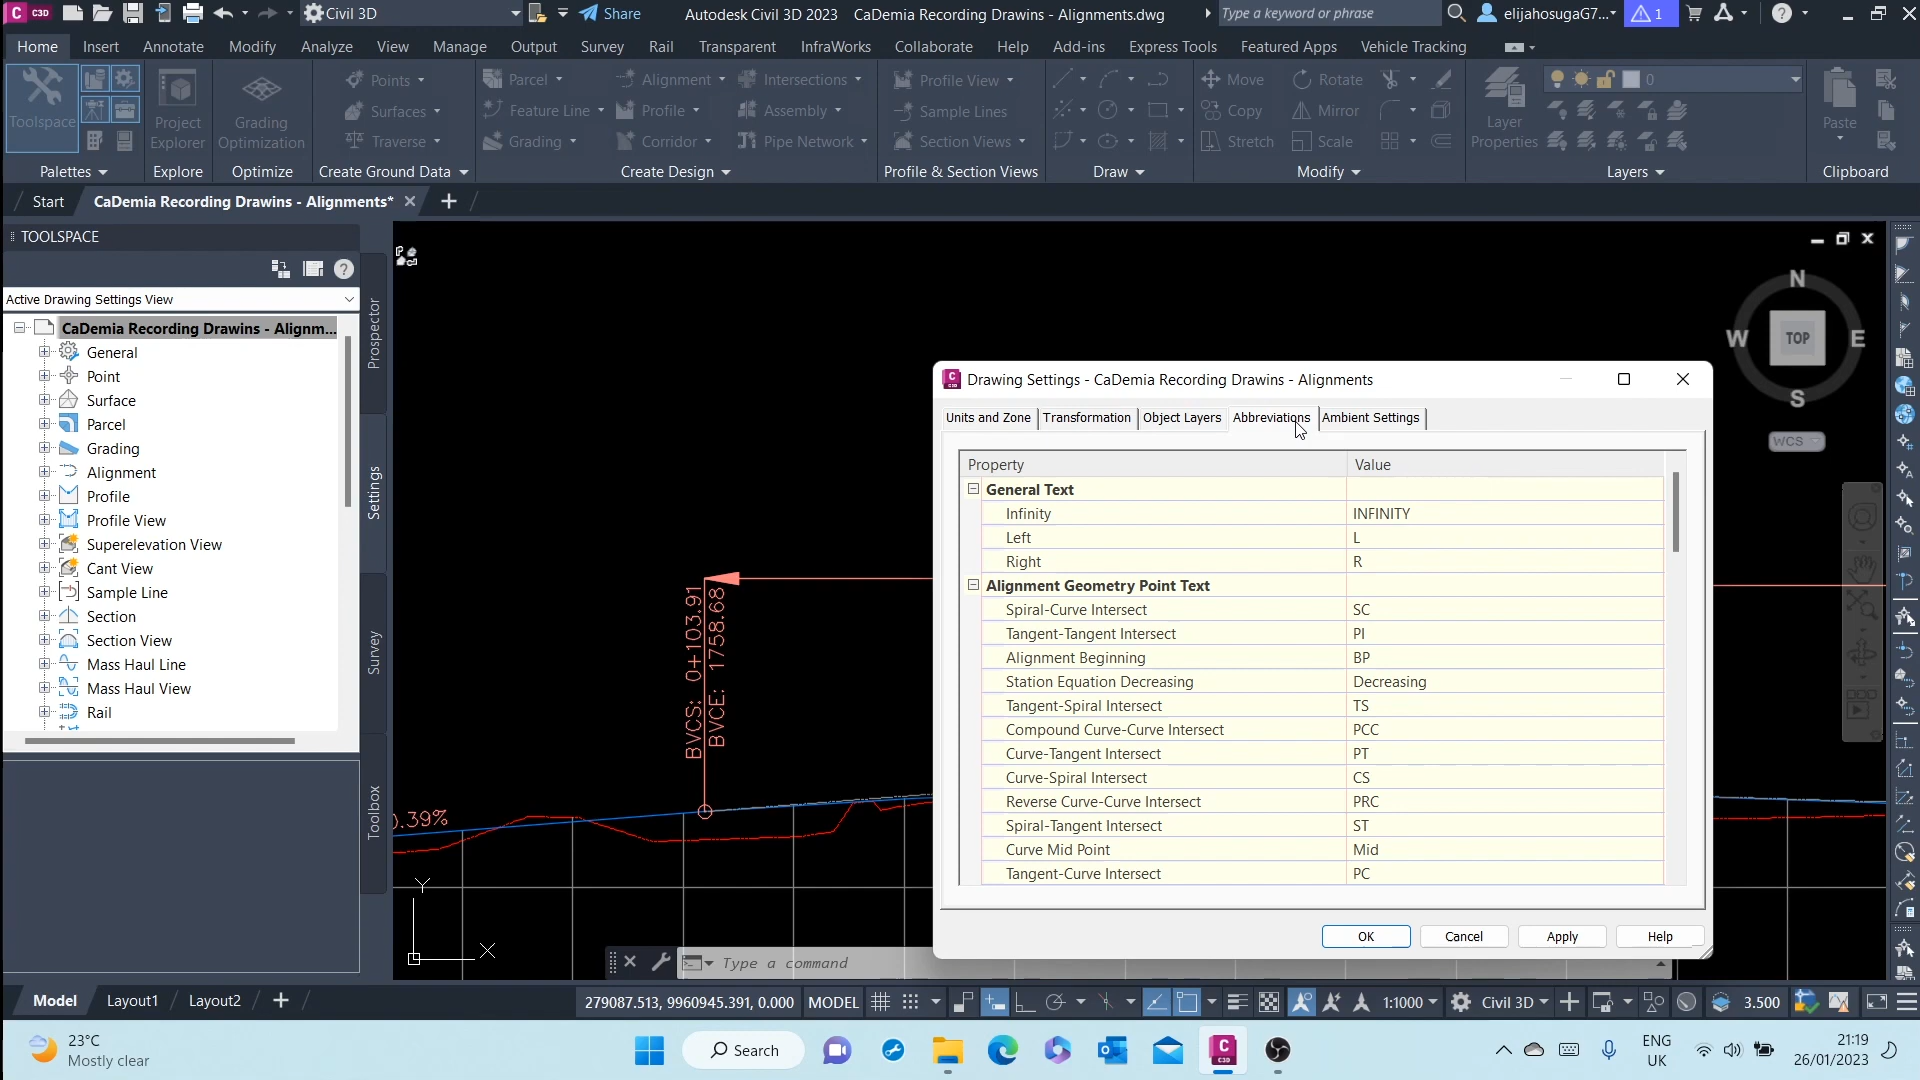 C3D
Civil 3D
Share
Autodesk Civil 3D 2023 CaDemia Recording Drawins - Alignments.dwg
Type a keyword or phrase
elijahosugaG7...
1
Home Insert Annotate Modify Analyze View Manage Output Survey Rail Transparent InfraWorks Collaborate Help Add-ins Express Tools Featured Apps Vehicle Tracking
Toolspace
Project Explorer
Grading Optimization
Points
Surfaces
Traverse
Parcel
Feature Line
Grading
Alignment
Profile
Corridor
Intersections
Assembly
Pipe Network
Profile View
Sample Lines
Section Views
Move
Copy
Stretch
Rotate
Mirror
Scale
Layer Properties
0
Paste
Palettes Explore Optimize Create Ground Data Create Design Profile & Section Views Draw Modify Layers Clipboard
Start
CaDemia Recording Drawins - Alignments*
TOOLSPACE
Active Drawing Settings View
CaDemia Recording Drawins - Alignm...
General
Point
Surface
Parcel
Grading
Alignment
Profile
Profile View
Superelevation View
Cant View
Sample Line
Section
Section View
Mass Haul Line
Mass Haul View
Rail
Prospector
Settings
Survey
Toolbox
BVCS: 0+103.91
BVCE: 1758.68
0.39%
Y
X
N
W
TOP
E
S
WCS
Drawing Settings - CaDemia Recording Drawins - Alignments
Units and Zone Transformation Object Layers Abbreviations Ambient Settings
Property Value
General Text
Infinity INFINITY
Left L
Right R
Alignment Geometry Point Text
Spiral-Curve Intersect SC
Tangent-Tangent Intersect PI
Alignment Beginning BP
Station Equation Decreasing Decreasing
Tangent-Spiral Intersect TS
Compound Curve-Curve Intersect PCC
Curve-Tangent Intersect PT
Curve-Spiral Intersect CS
Reverse Curve-Curve Intersect PRC
Spiral-Tangent Intersect ST
Curve Mid Point Mid
Tangent-Curve Intersect PC
OK Cancel Apply Help
Type a command
Model Layout1 Layout2
279087.513, 9960945.391, 0.000 MODEL
1:1000
Civil 3D
3.500
23°C
Mostly clear
Search
ENG
UK
21:19
26/01/2023